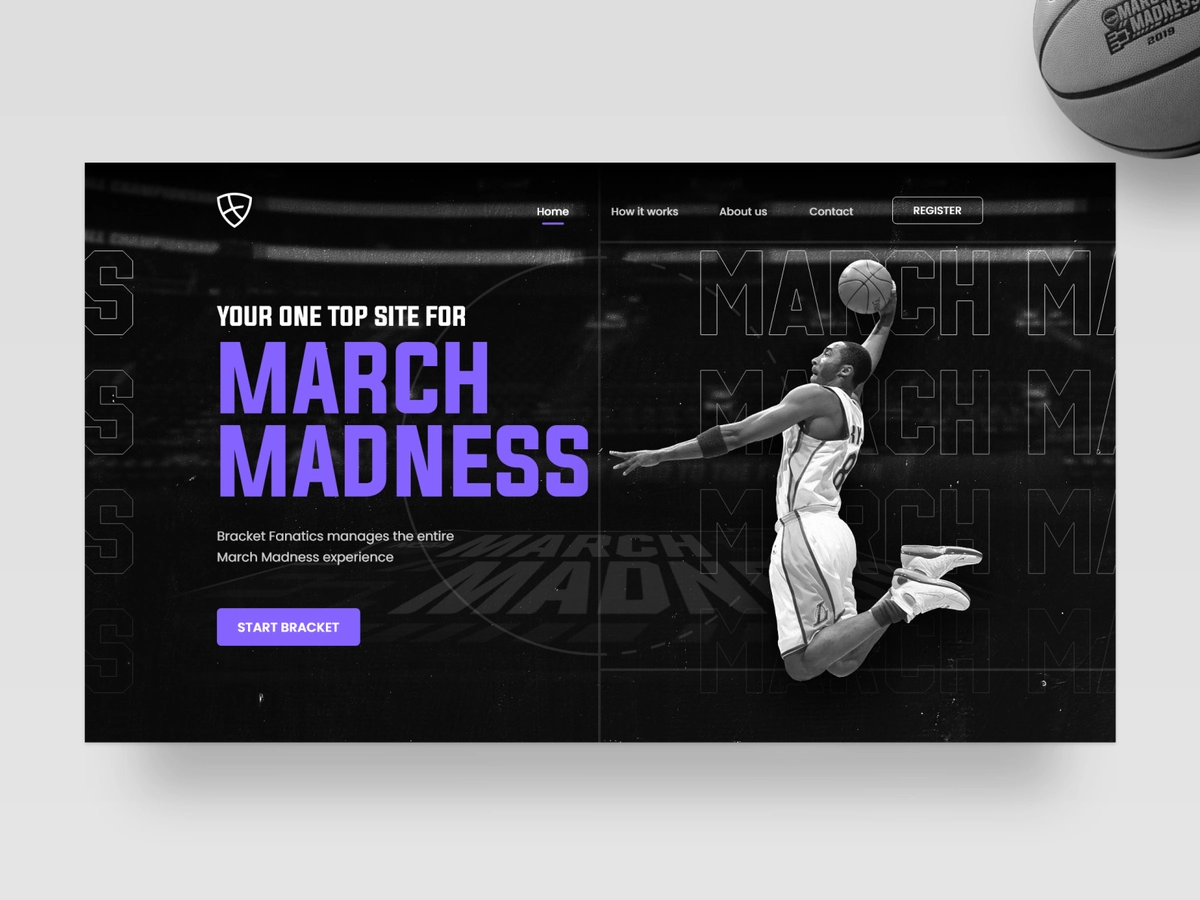 MARCH
MADNESS
2019
Home
How it works
About us
Contact
REGISTER
S
MARCH MA
YOUR ONE TOP SITE FOR
MARCH
MADNESS
S
MARCH MA
8
S
MARCH MA
Bracket Fanatics manages the entire
March Madness experience
MARCH
MADN
START BRACKET
S
MARCH MA